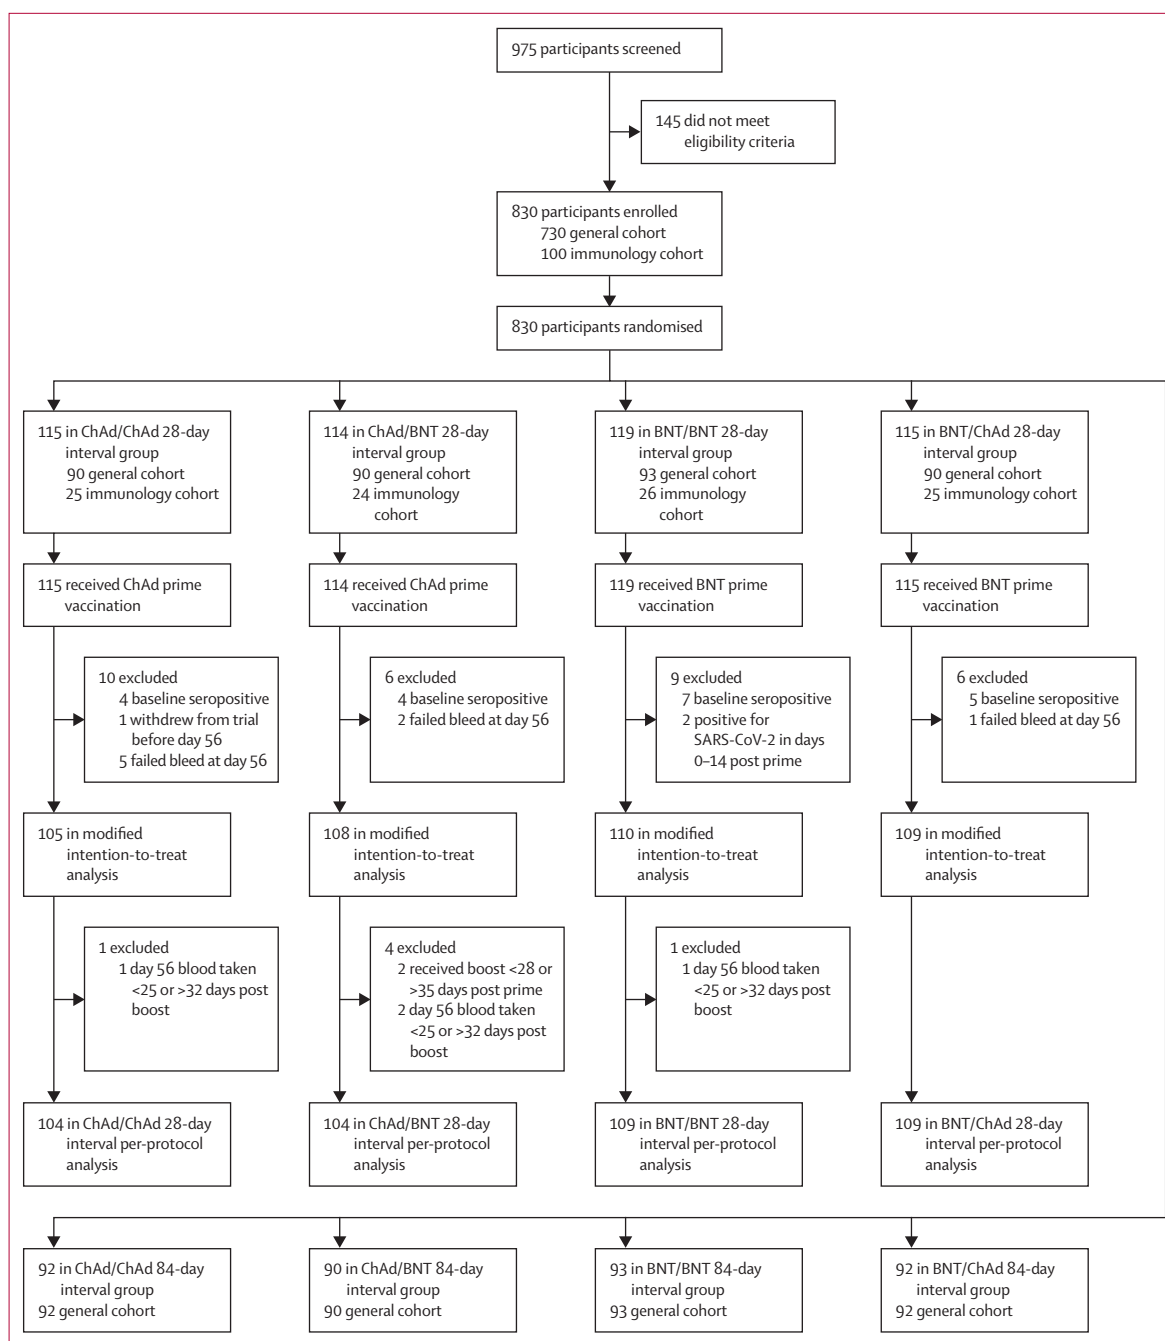 975 participants screened
145 did not meet
eligibility criteria
830 participants enrolled
730 general cohort
100 immunology cohort
830 participants randomised
115 in ChAd/ChAd 28-day
interval group
90 general cohort
25 immunology cohort
114 in ChAd/BNT 28-day
interval group
90 general cohort
24 immunology
cohort
119 in BNT/BNT 28-day
interval group
93 general cohort
26 immunology
cohort
115 in BNT/ChAd 28-day
interval group
90 general cohort
25 immunology cohort
115 received ChAd prime
vaccination
114 received ChAd prime
vaccination
119 received BNT prime
vaccination
115 received BNT prime
vaccination
10 excluded
4 baseline seropositive
1 withdrew from trial
before day 56
5 failed bleed at day 56
6 excluded
4 baseline seropositive
2 failed bleed at day 56
9 excluded
7 baseline seropositive
2 positive for
SARS-CoV-2 in days
0–14 post prime
6 excluded
5 baseline seropositive
1 failed bleed at day 56
105 in modified
intention-to-treat
analysis
108 in modified
intention-to-treat
analysis
110 in modified
intention-to-treat
analysis
109 in modified
intention-to-treat
analysis
1 excluded
1 day 56 blood taken
<25 or >32 days post
boost
4 excluded
2 received boost <28 or
>35 days post prime
2 day 56 blood taken
<25 or >32 days post
boost
1 excluded
1 day 56 blood taken
<25 or >32 days post
boost
104 in ChAd/ChAd 28-day
interval per-protocol
analysis
104 in ChAd/BNT 28-day
interval per-protocol
analysis
109 in BNT/BNT 28-day
interval per-protocol
analysis
109 in BNT/ChAd 28-day
interval per-protocol
analysis
92 in ChAd/ChAd 84-day
interval group
92 general cohort
90 in ChAd/BNT 84-day
interval group
90 general cohort
93 in BNT/BNT 84-day
interval group
93 general cohort
92 in BNT/ChAd 84-day
interval group
92 general cohort